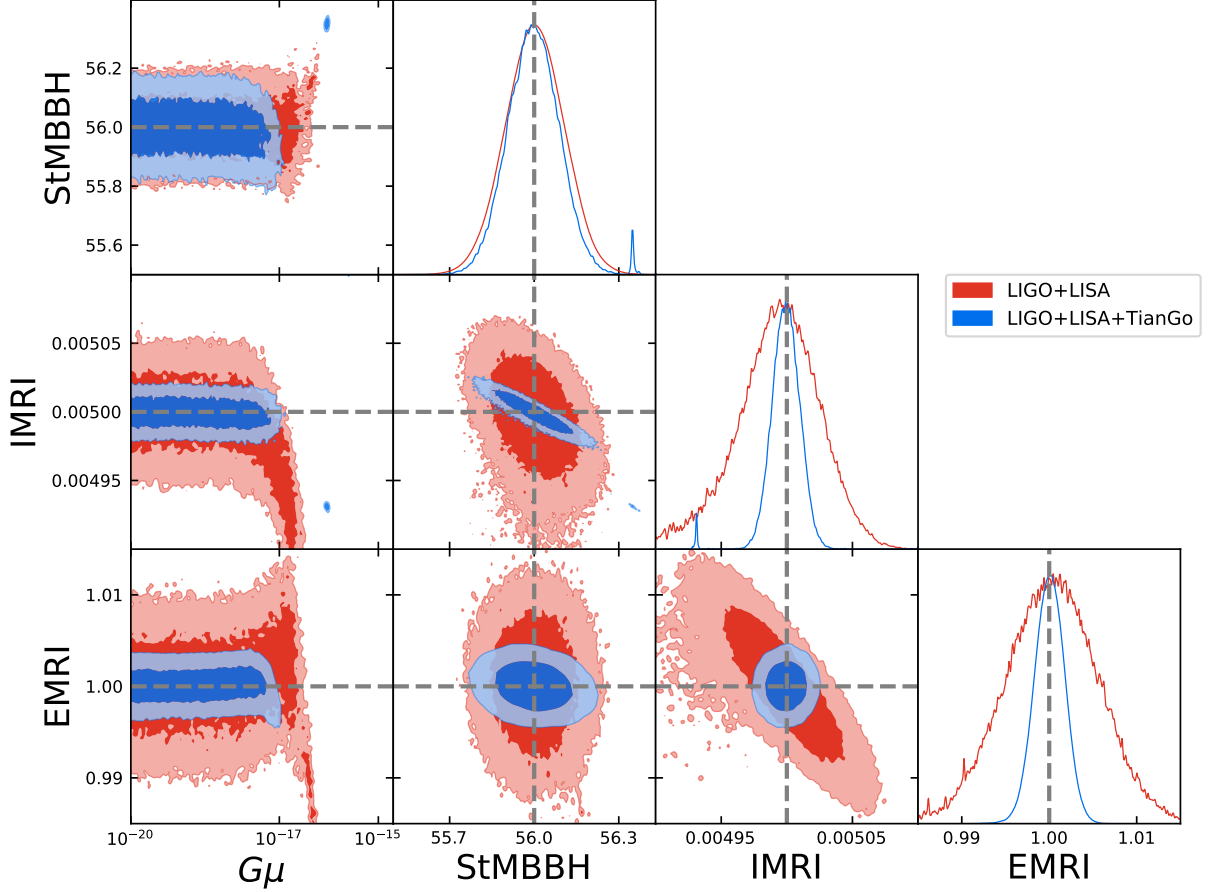 StMBBH
56.2
56.0
55.8
55.6
LIGO+LISA
LIGO+LISA+TianGo
IMRI
0.00505
0.00500
0.00495
EMRI
1.01
1.00
0.99
10⁻²⁰ 10⁻¹⁷ 10⁻¹⁵ 55.7 56.0 56.3 0.00495 0.00505 0.99 1.00 1.01
Gμ StMBBH IMRI EMRI